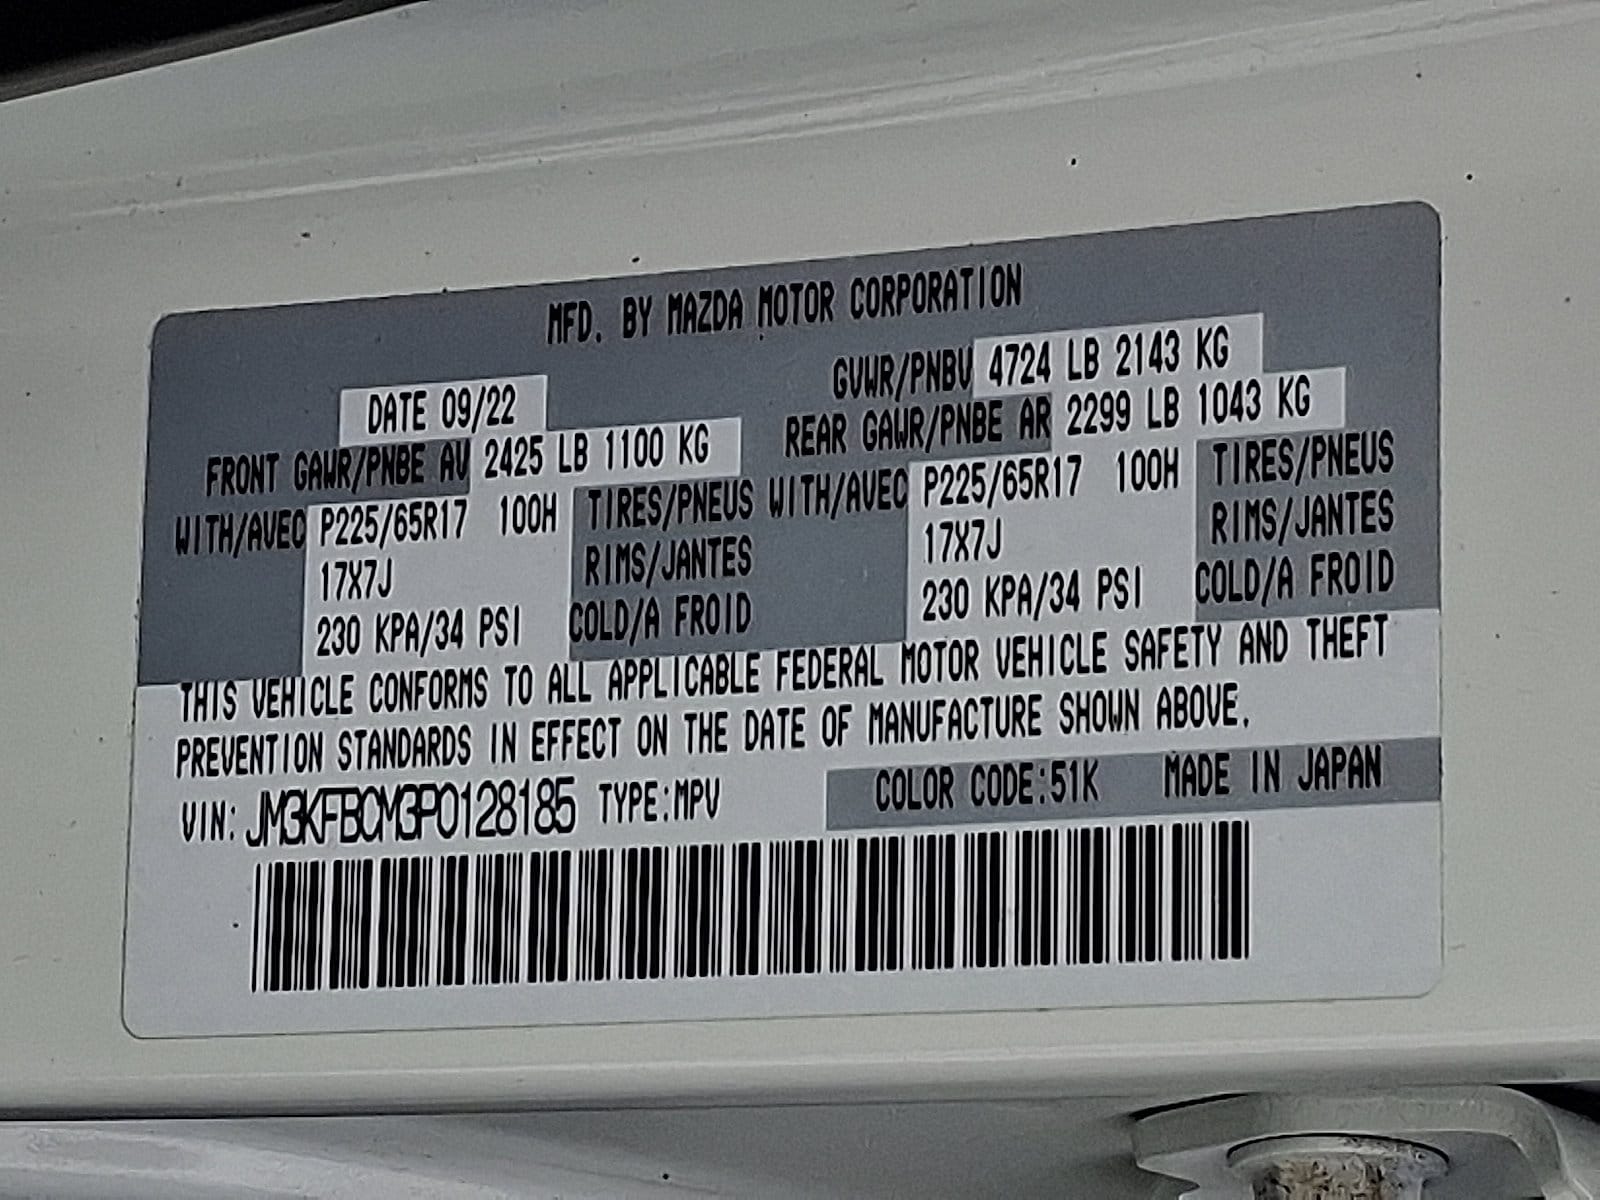 MFD. BY MAZDA MOTOR CORPORATION
DATE 09/22 GVWR/PNBV 4724 LB 2143 KG
FRONT GAWR/PNBE AV 2425 LB 1100 KG REAR GAWR/PNBE AR 2299 LB 1043 KG
WITH/AVEC P225/65R17 100H TIRES/PNEUS WITH/AVEC P225/65R17 100H TIRES/PNEUS
17X7J RIMS/JANTES 17X7J RIMS/JANTES
230 KPA/34 PSI COLD/A FROID 230 KPA/34 PSI COLD/A FROID
THIS VEHICLE CONFORMS TO ALL APPLICABLE FEDERAL MOTOR VEHICLE SAFETY AND THEFT
PREVENTION STANDARDS IN EFFECT ON THE DATE OF MANUFACTURE SHOWN ABOVE.
VIN: JM3KFBCM3P0128185 TYPE:MPV COLOR CODE:51K MADE IN JAPAN